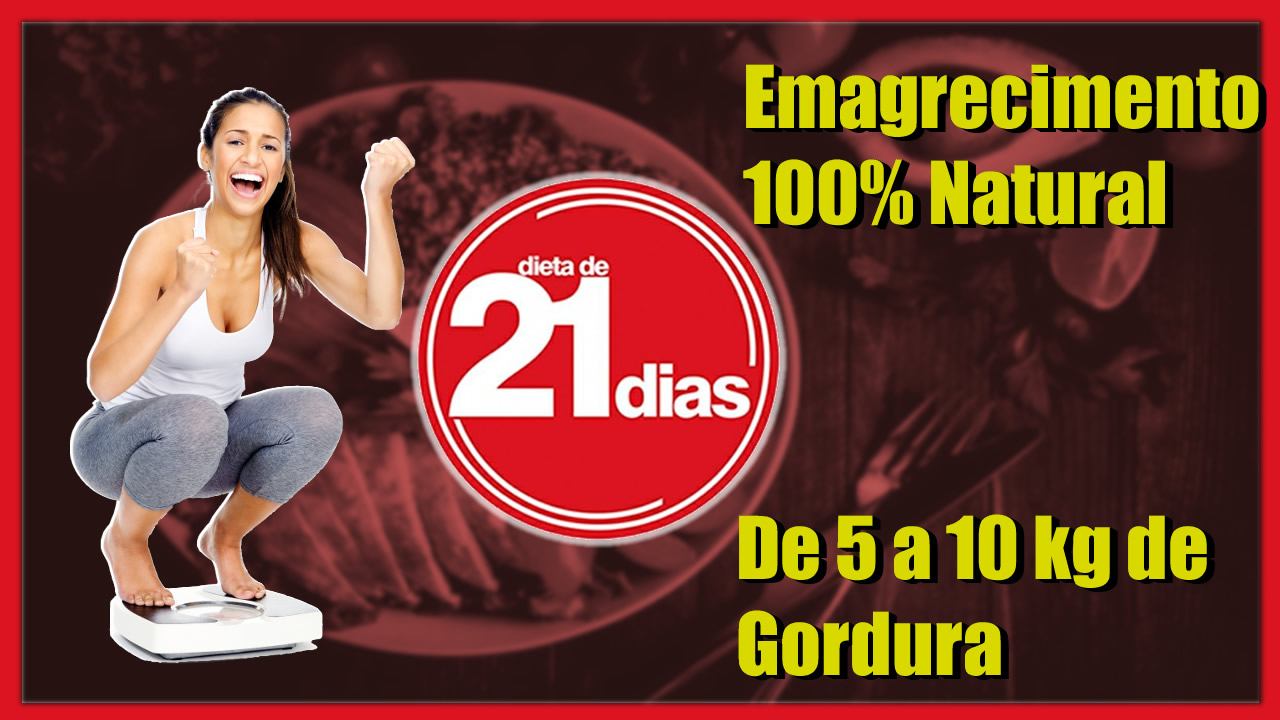 Emagrecimento
100% Natural
dieta de
21 dias
De 5 a 10 kg de
Gordura